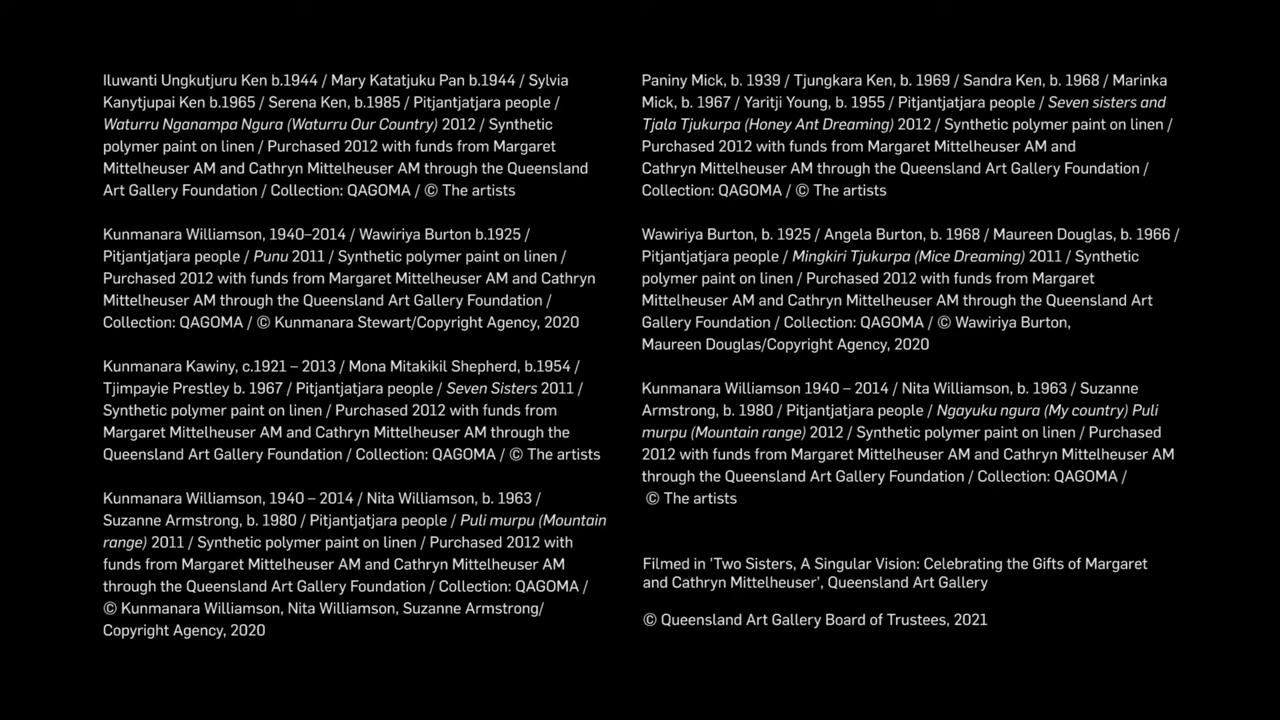 Iluwanti Ungkutjuru Ken b.1944 / Mary Katatjuku Pan b.1944 / Sylvia
Kanytjupai Ken b.1965 / Serena Ken, b.1985 / Pitjantjatjara people /
Waturru Nganampa Ngura (Waturru Our Country) 2012 / Synthetic
polymer paint on linen / Purchased 2012 with funds from Margaret
Mittelheuser AM and Cathryn Mittelheuser AM through the Queensland
Art Gallery Foundation / Collection: QAGOMA / © The artists
Kunmanara Williamson, 1940–2014 / Wawiriya Burton b.1925 /
Pitjantjatjara people / Punu 2011 / Synthetic polymer paint on linen /
Purchased 2012 with funds from Margaret Mittelheuser AM and Cathryn
Mittelheuser AM through the Queensland Art Gallery Foundation /
Collection: QAGOMA / © Kunmanara Stewart/Copyright Agency, 2020
Kunmanara Kawiny, c.1921 – 2013 / Mona Mitakikil Shepherd, b.1954 /
Tjimpayie Prestley b. 1967 / Pitjantjatjara people / Seven Sisters 2011 /
Synthetic polymer paint on linen / Purchased 2012 with funds from
Margaret Mittelheuser AM and Cathryn Mittelheuser AM through the
Queensland Art Gallery Foundation / Collection: QAGOMA / © The artists
Kunmanara Williamson, 1940 – 2014 / Nita Williamson, b. 1963 /
Suzanne Armstrong, b. 1980 / Pitjantjatjara people / Puli murpu (Mountain
range) 2011 / Synthetic polymer paint on linen / Purchased 2012 with
funds from Margaret Mittelheuser AM and Cathryn Mittelheuser AM
through the Queensland Art Gallery Foundation / Collection: QAGOMA /
© Kunmanara Williamson, Nita Williamson, Suzanne Armstrong/
Copyright Agency, 2020
Paniny Mick, b. 1939 / Tjungkara Ken, b. 1969 / Sandra Ken, b. 1968 / Marinka
Mick, b. 1967 / Yaritji Young, b. 1955 / Pitjantjatjara people / Seven sisters and
Tjala Tjukurpa (Honey Ant Dreaming) 2012 / Synthetic polymer paint on linen /
Purchased 2012 with funds from Margaret Mittelheuser AM and
Cathryn Mittelheuser AM through the Queensland Art Gallery Foundation /
Collection: QAGOMA / © The artists
Wawiriya Burton, b. 1925 / Angela Burton, b. 1968 / Maureen Douglas, b. 1966 /
Pitjantjatjara people / Mingkiri Tjukurpa (Mice Dreaming) 2011 / Synthetic
polymer paint on linen / Purchased 2012 with funds from Margaret
Mittelheuser AM and Cathryn Mittelheuser AM through the Queensland Art
Gallery Foundation / Collection: QAGOMA / © Wawiriya Burton,
Maureen Douglas/Copyright Agency, 2020
Kunmanara Williamson 1940 – 2014 / Nita Williamson, b. 1963 / Suzanne
Armstrong, b. 1980 / Pitjantjatjara people / Ngayuku ngura (My country) Puli
murpu (Mountain range) 2012 / Synthetic polymer paint on linen / Purchased
2012 with funds from Margaret Mittelheuser AM and Cathryn Mittelheuser AM
through the Queensland Art Gallery Foundation / Collection: QAGOMA /
© The artists
Filmed in 'Two Sisters, A Singular Vision: Celebrating the Gifts of Margaret
and Cathryn Mittelheuser', Queensland Art Gallery
© Queensland Art Gallery Board of Trustees, 2021